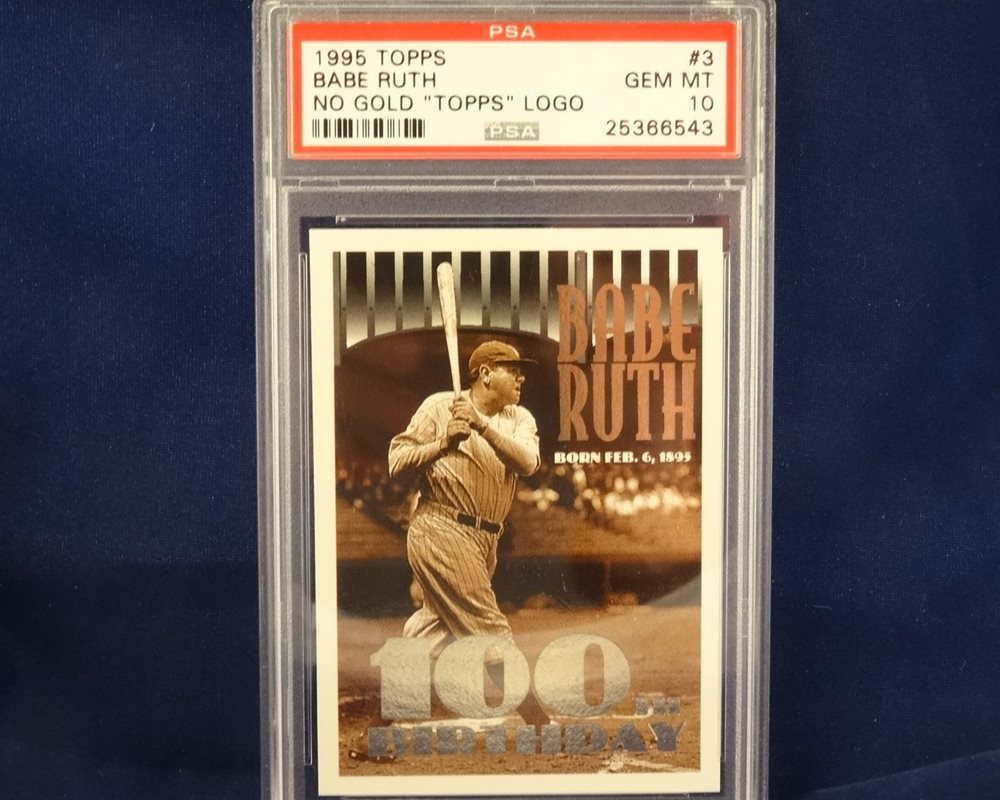 PSA
1995 TOPPS #3
BABE RUTH GEM MT
NO GOLD "TOPPS" LOGO 10
PSA 25366543
BABE
RUTH
BORN FEB. 6, 1895
100TH
BIRTHDAY